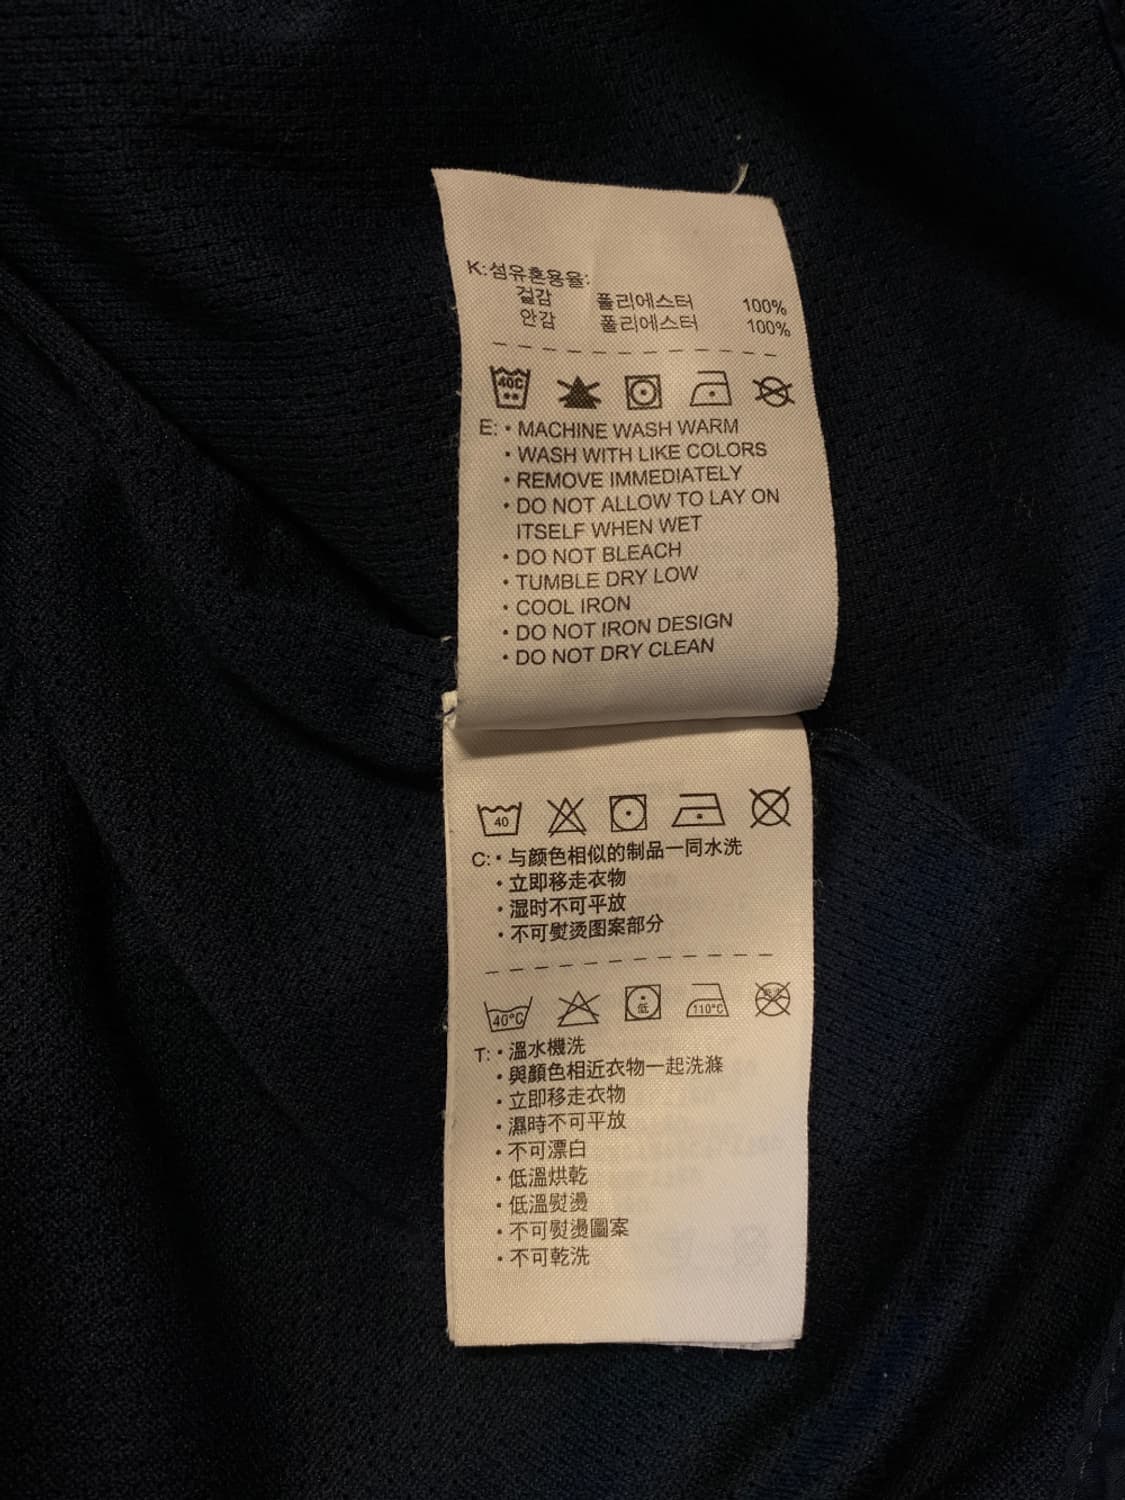 K:섬유혼용율:
겉감 폴리에스터 100%
안감 폴리에스터 100%
40C
E: • MACHINE WASH WARM
• WASH WITH LIKE COLORS
• REMOVE IMMEDIATELY
• DO NOT ALLOW TO LAY ON
ITSELF WHEN WET
• DO NOT BLEACH
• TUMBLE DRY LOW
• COOL IRON
• DO NOT IRON DESIGN
• DO NOT DRY CLEAN
40
C: • 与颜色相似的制品一同水洗
• 立即移走衣物
• 湿时不可平放
• 不可熨烫图案部分
40°C 低 110°C
T: • 溫水機洗
• 與顏色相近衣物一起洗滌
• 立即移走衣物
• 濕時不可平放
• 不可漂白
• 低溫烘乾
• 低溫熨燙
• 不可熨燙圖案
• 不可乾洗